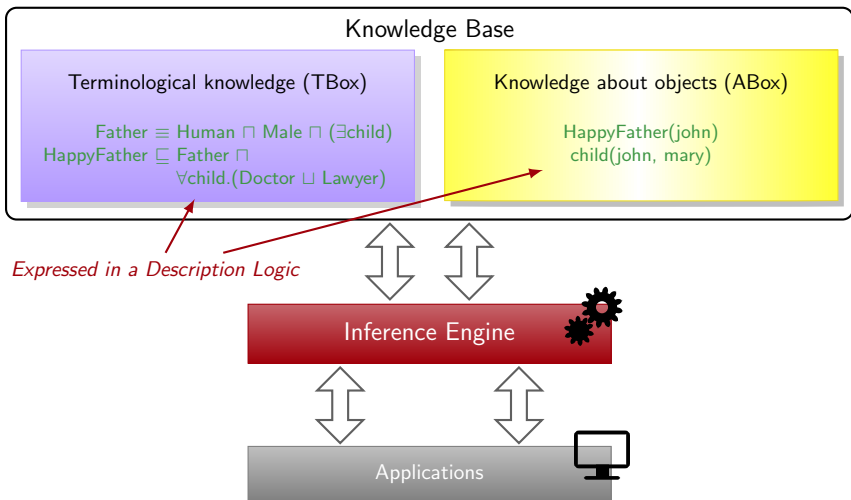 Knowledge Base
Terminological knowledge (TBox)
Father ≡ Human ⊓ Male ⊓ (∃child)
HappyFather ⊑ Father ⊓
∀child.(Doctor ⊔ Lawyer)
Knowledge about objects (ABox)
HappyFather(john)
child(john, mary)
Expressed in a Description Logic
Inference Engine
Applications